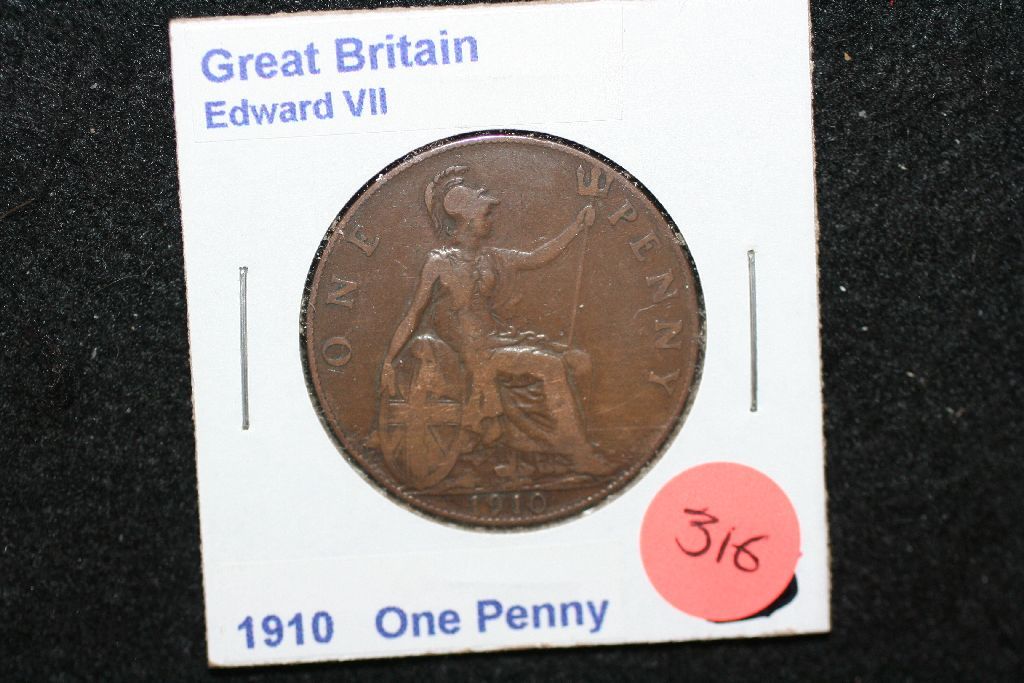 Great Britain
Edward VII
ONE PENNY
1910
316
1910 One Penny